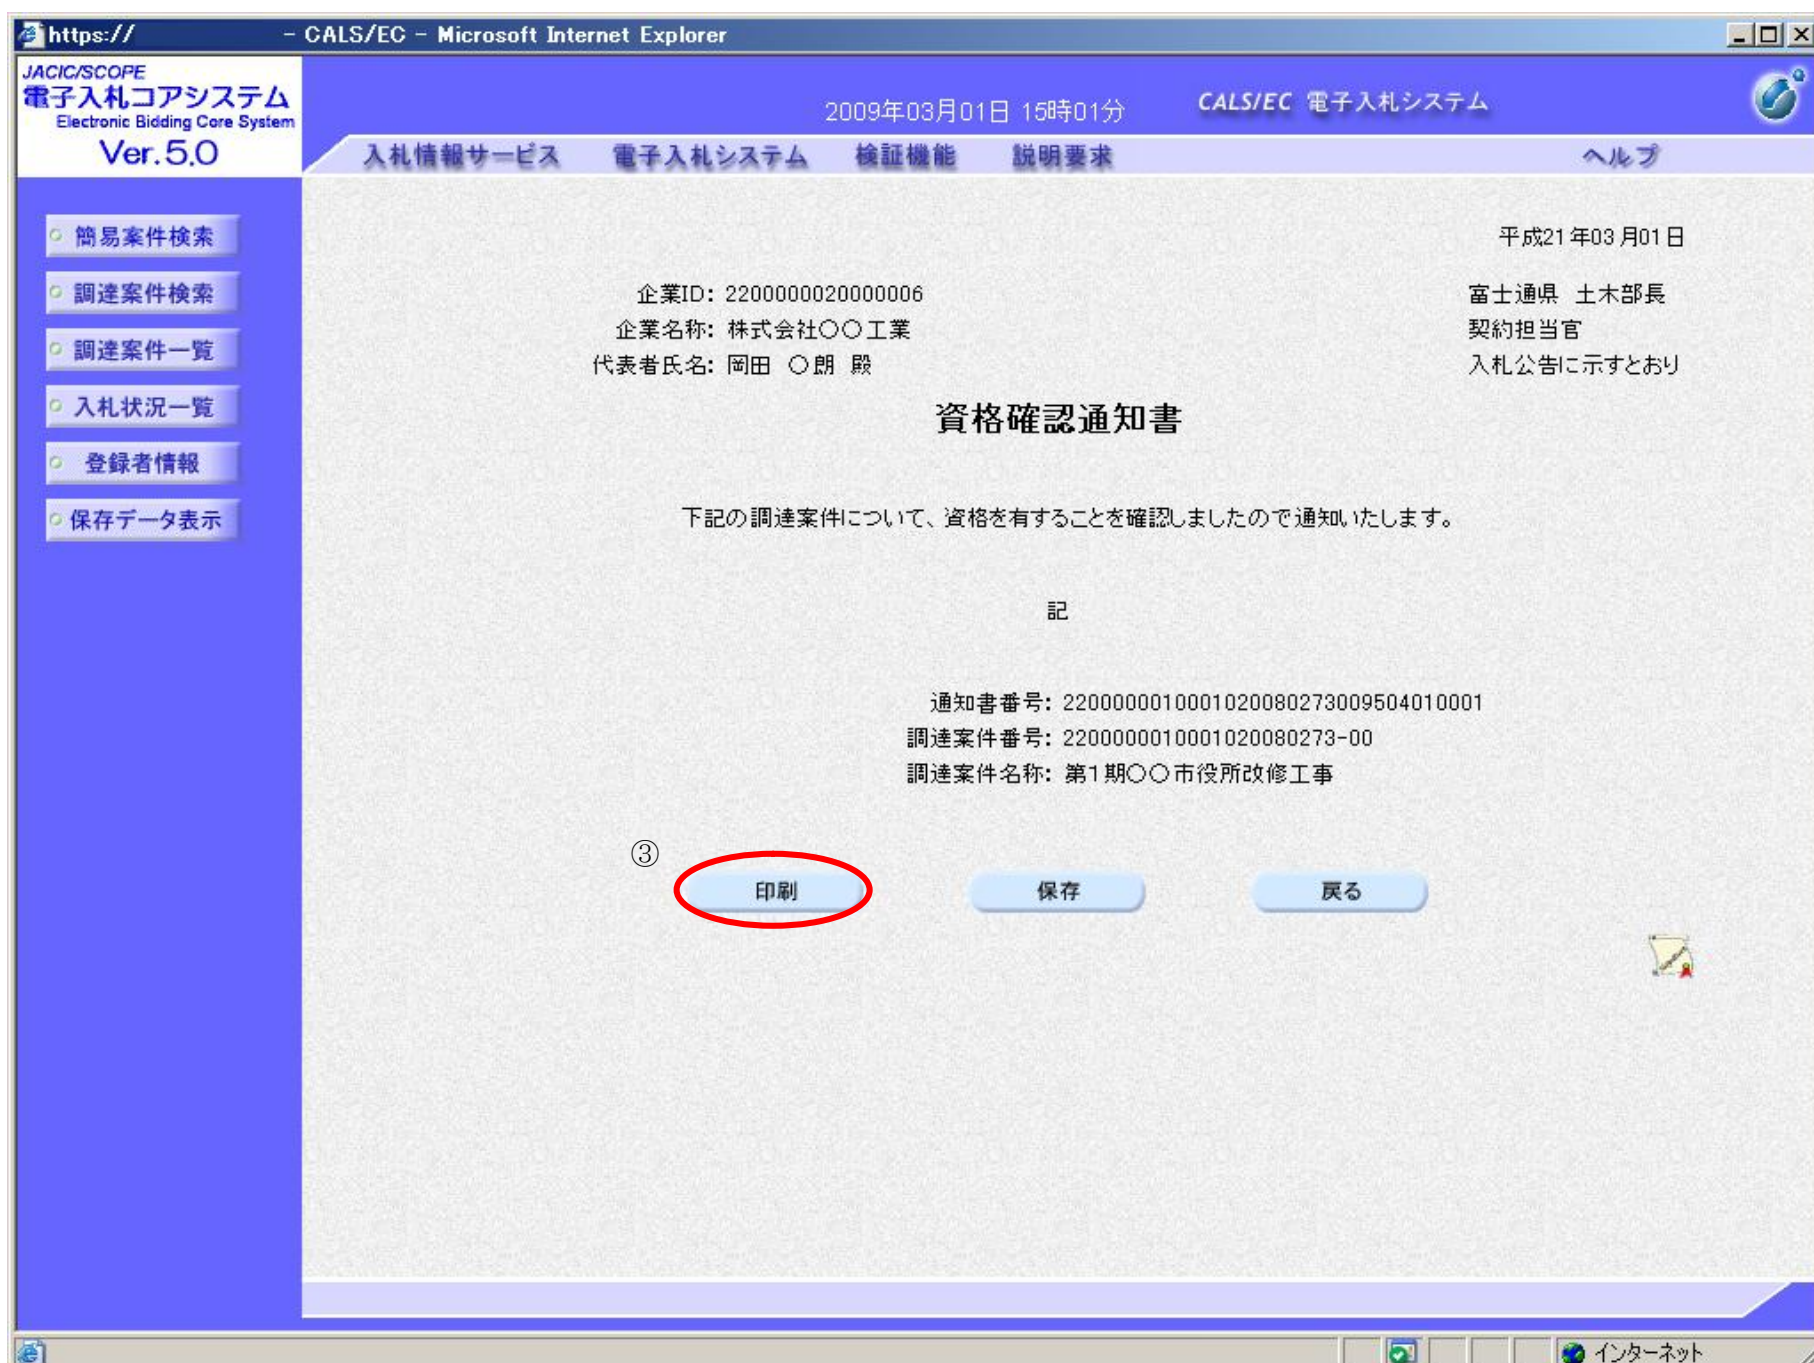 https:// - CALS/EC - Microsoft Internet Explorer
JACIC/SCOPE
電子入札コアシステム
Electronic Bidding Core System
Ver.5.0
2009年03月01日 15時01分
CALS/EC 電子入札システム
入札情報サービス 電子入札システム 検証機能 説明要求 ヘルプ
簡易案件検索
調達案件検索
調達案件一覧
入札状況一覧
登録者情報
保存データ表示
平成21年03月01日
企業ID: 2200000020000006
企業名称: 株式会社〇〇工業
代表者氏名: 岡田 〇朗 殿
富士通県 土木部長
契約担当官
入札公告に示すとおり
資格確認通知書
下記の調達案件について、資格を有することを確認しましたので通知いたします。
記
通知書番号: 2200000010001020080273009504010001
調達案件番号: 2200000010001020080273-00
調達案件名称: 第1期〇〇市役所改修工事
③
印刷 保存 戻る
インターネット